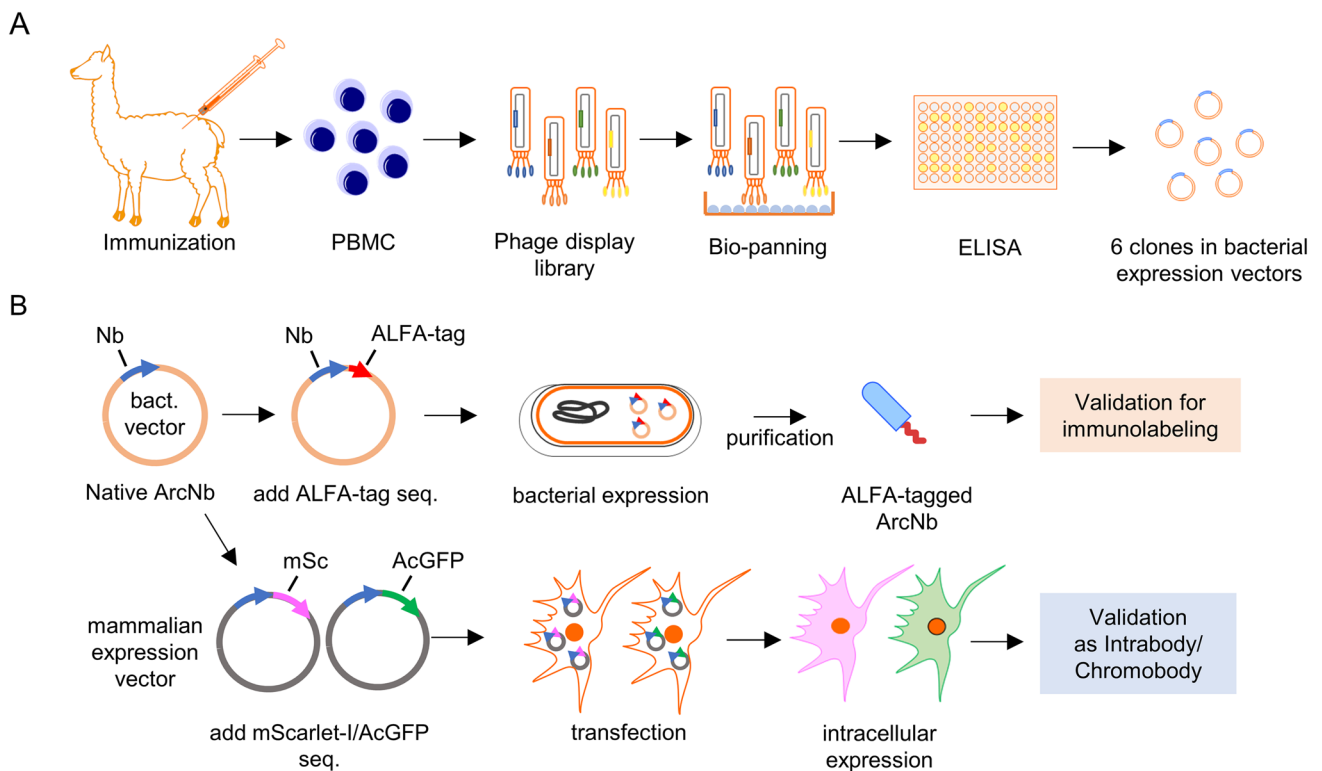 A
Immunization
PBMC
Phage display
library
Bio-panning
ELISA
6 clones in bacterial
expression vectors
B
Nb
bact.
vector
Native ArcNb
Nb
ALFA-tag
add ALFA-tag seq.
bacterial expression
purification
ALFA-tagged
ArcNb
Validation for
immunolabeling
mammalian
expression
vector
mSc
AcGFP
add mScarlet-I/AcGFP
seq.
transfection
intracellular
expression
Validation
as Intrabody/
Chromobody